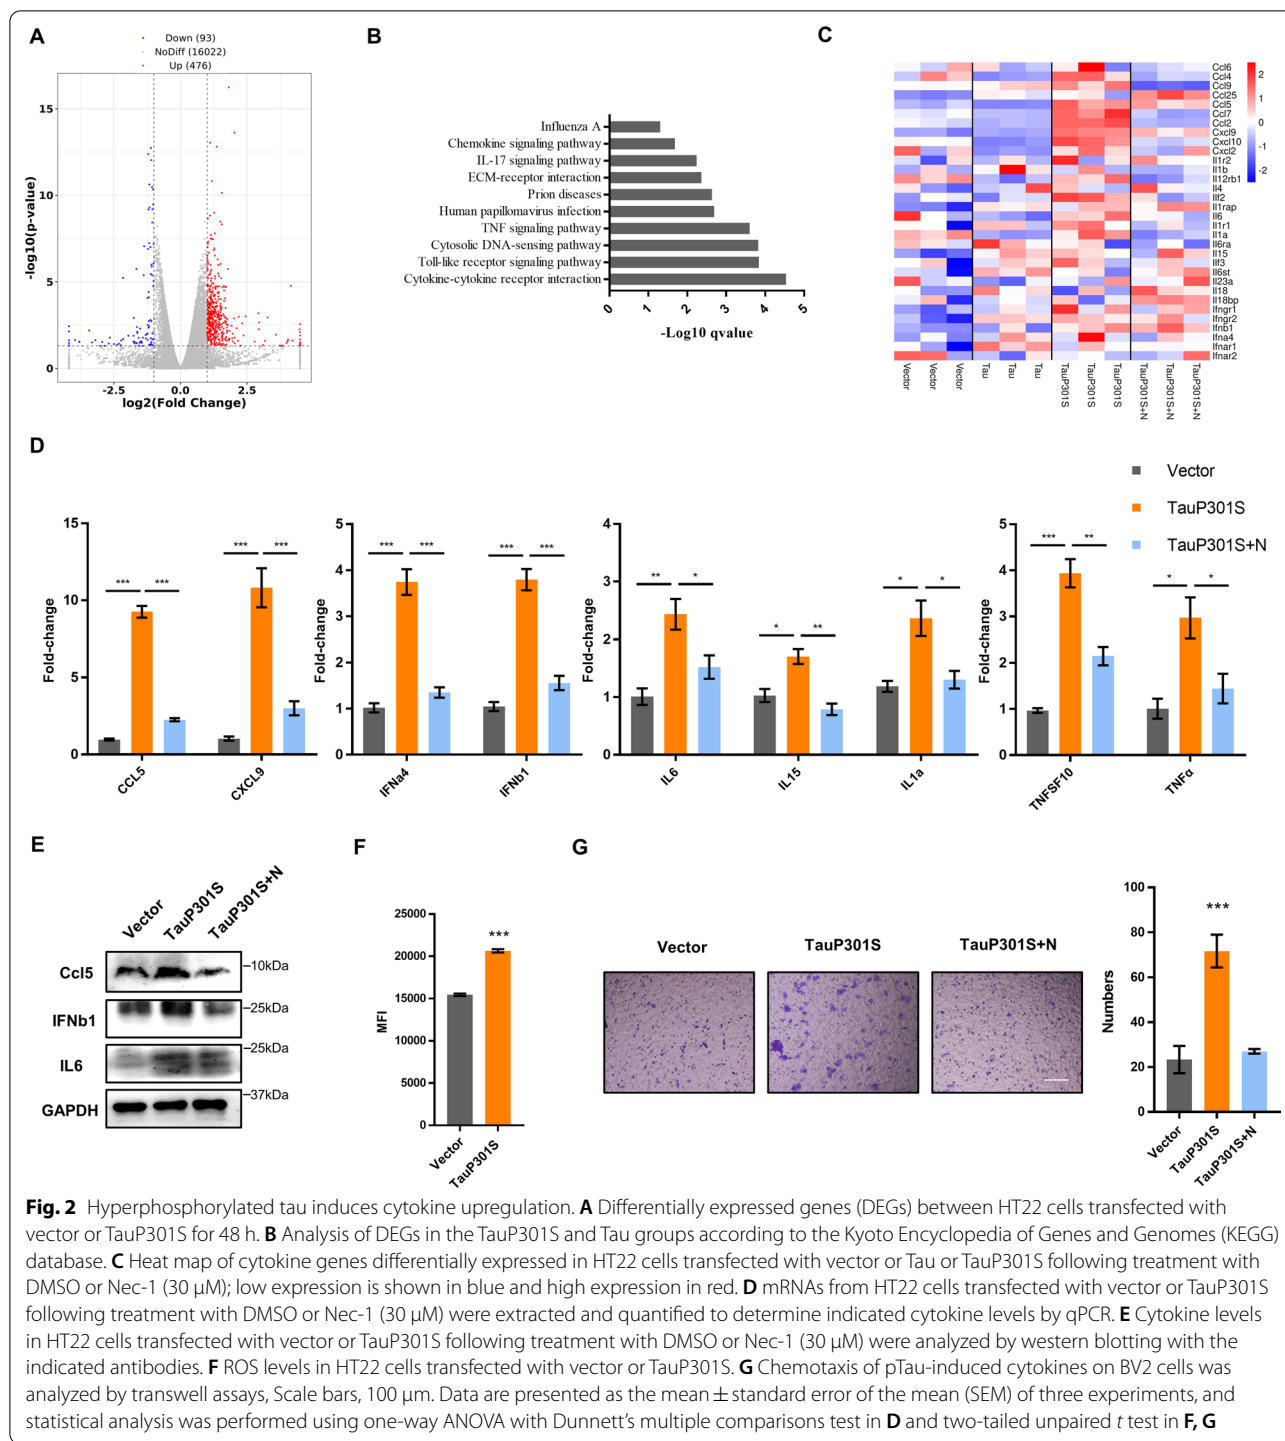 A
Down (93)
NoDiff (16022)
Up (476)
-log10(p-value)
15
10
5
0
-2.5
0.0
2.5
log2(Fold Change)
B
Influenza A
Chemokine signaling pathway
IL-17 signaling pathway
ECM-receptor interaction
Prion diseases
Human papillomavirus infection
TNF signaling pathway
Cytosolic DNA-sensing pathway
Toll-like receptor signaling pathway
Cytokine-cytokine receptor interaction
0
1
2
3
4
5
-Log10 qvalue
C
Ccl6
Ccl4
Ccl9
Ccl25
Ccl5
Ccl7
Ccl2
Cxcl9
Cxcl10
Cxcl2
Il1r2
Il1b
Il12rb1
Il4
Ilf2
Il1rap
Il6
Il1r1
Il1a
Il6ra
Il15
Ilf3
Il6st
Il23a
Il18
Il18bp
Ifngr1
Ifngr2
Ifnb1
Ifna4
Ifnar1
Ifnar2
2
1
0
-1
-2
Vector
Vector
Vector
Tau
Tau
Tau
TauP301S
TauP301S
TauP301S
TauP301S+N
TauP301S+N
TauP301S+N
D
Vector
TauP301S
TauP301S+N
Fold-change
15
10
5
0
*** ***
*** ***
CCL5
CXCL9
Fold-change
5
4
3
2
1
0
*** ***
*** ***
IFNa4
IFNb1
Fold-change
4
3
2
1
0
** *
* **
* *
IL6
IL15
IL1a
Fold-change
5
4
3
2
1
0
*** **
* *
TNFSF10
TNFα
E
Vector
TauP301S
TauP301S+N
Ccl5
–10kDa
IFNb1
–25kDa
IL6
–25kDa
GAPDH
–37kDa
F
MFI
25000
20000
15000
10000
5000
0
***
Vector
TauP301S
G
Vector
TauP301S
TauP301S+N
Numbers
100
80
60
40
20
0
***
Vector
TauP301S
TauP301S+N
Fig. 2 Hyperphosphorylated tau induces cytokine upregulation. A Differentially expressed genes (DEGs) between HT22 cells transfected with
vector or TauP301S for 48 h. B Analysis of DEGs in the TauP301S and Tau groups according to the Kyoto Encyclopedia of Genes and Genomes (KEGG)
database. C Heat map of cytokine genes differentially expressed in HT22 cells transfected with vector or Tau or TauP301S following treatment with
DMSO or Nec-1 (30 μM); low expression is shown in blue and high expression in red. D mRNAs from HT22 cells transfected with vector or TauP301S
following treatment with DMSO or Nec-1 (30 μM) were extracted and quantified to determine indicated cytokine levels by qPCR. E Cytokine levels
in HT22 cells transfected with vector or TauP301S following treatment with DMSO or Nec-1 (30 μM) were analyzed by western blotting with the
indicated antibodies. F ROS levels in HT22 cells transfected with vector or TauP301S. G Chemotaxis of pTau-induced cytokines on BV2 cells was
analyzed by transwell assays, Scale bars, 100 μm. Data are presented as the mean ± standard error of the mean (SEM) of three experiments, and
statistical analysis was performed using one-way ANOVA with Dunnett's multiple comparisons test in D and two-tailed unpaired t test in F, G